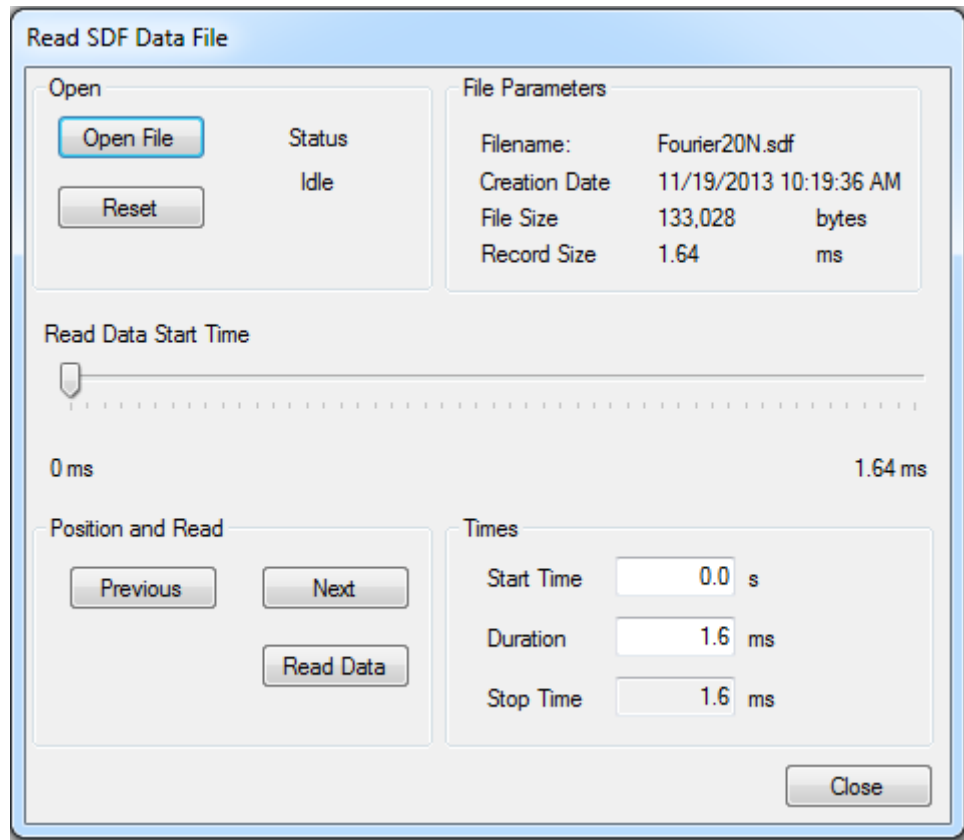 Read SDF Data File
Open
Open File
Status
Idle
Reset
File Parameters
Filename: Fourier20N.sdf
Creation Date 11/19/2013 10:19:36 AM
File Size 133,028 bytes
Record Size 1.64 ms
Read Data Start Time
0 ms
1.64 ms
Position and Read
Previous
Next
Read Data
Times
Start Time 0.0 s
Duration 1.6 ms
Stop Time 1.6 ms
Close